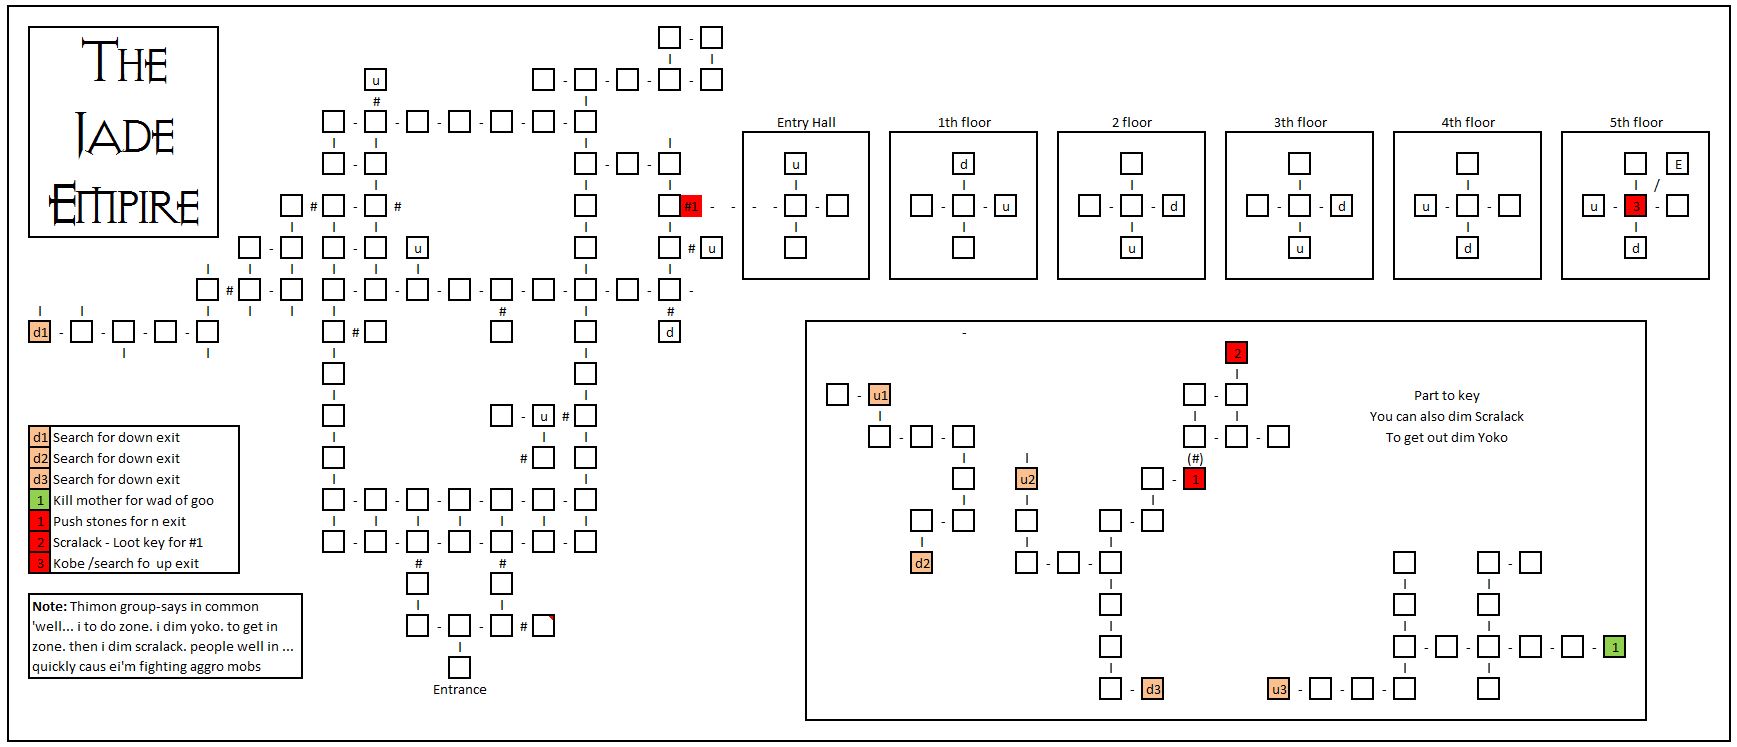 The
Jade
Empire
u
#
#
#
u
#
d1
#
#
#
u
#
#
#
#
#
Entrance
#1
#
u
#
d
Entry Hall
u
1th floor
d
u
2 floor
d
u
3th floor
d
u
4th floor
u
d
5th floor
E
/
u
3
d
d1 Search for down exit
d2 Search for down exit
d3 Search for down exit
1 Kill mother for wad of goo
1 Push stones for n exit
2 Scralack - Loot key for #1
3 Kobe /search fo up exit
Note: Thimon group-says in common
'well... i to do zone. i dim yoko. to get in
zone. then i dim scralack. people well in ...
quickly caus ei'm fighting aggro mobs
2
u1
Part to key
You can also dim Scralack
To get out dim Yoko
(#)
u2
1
d2
1
d3
u3